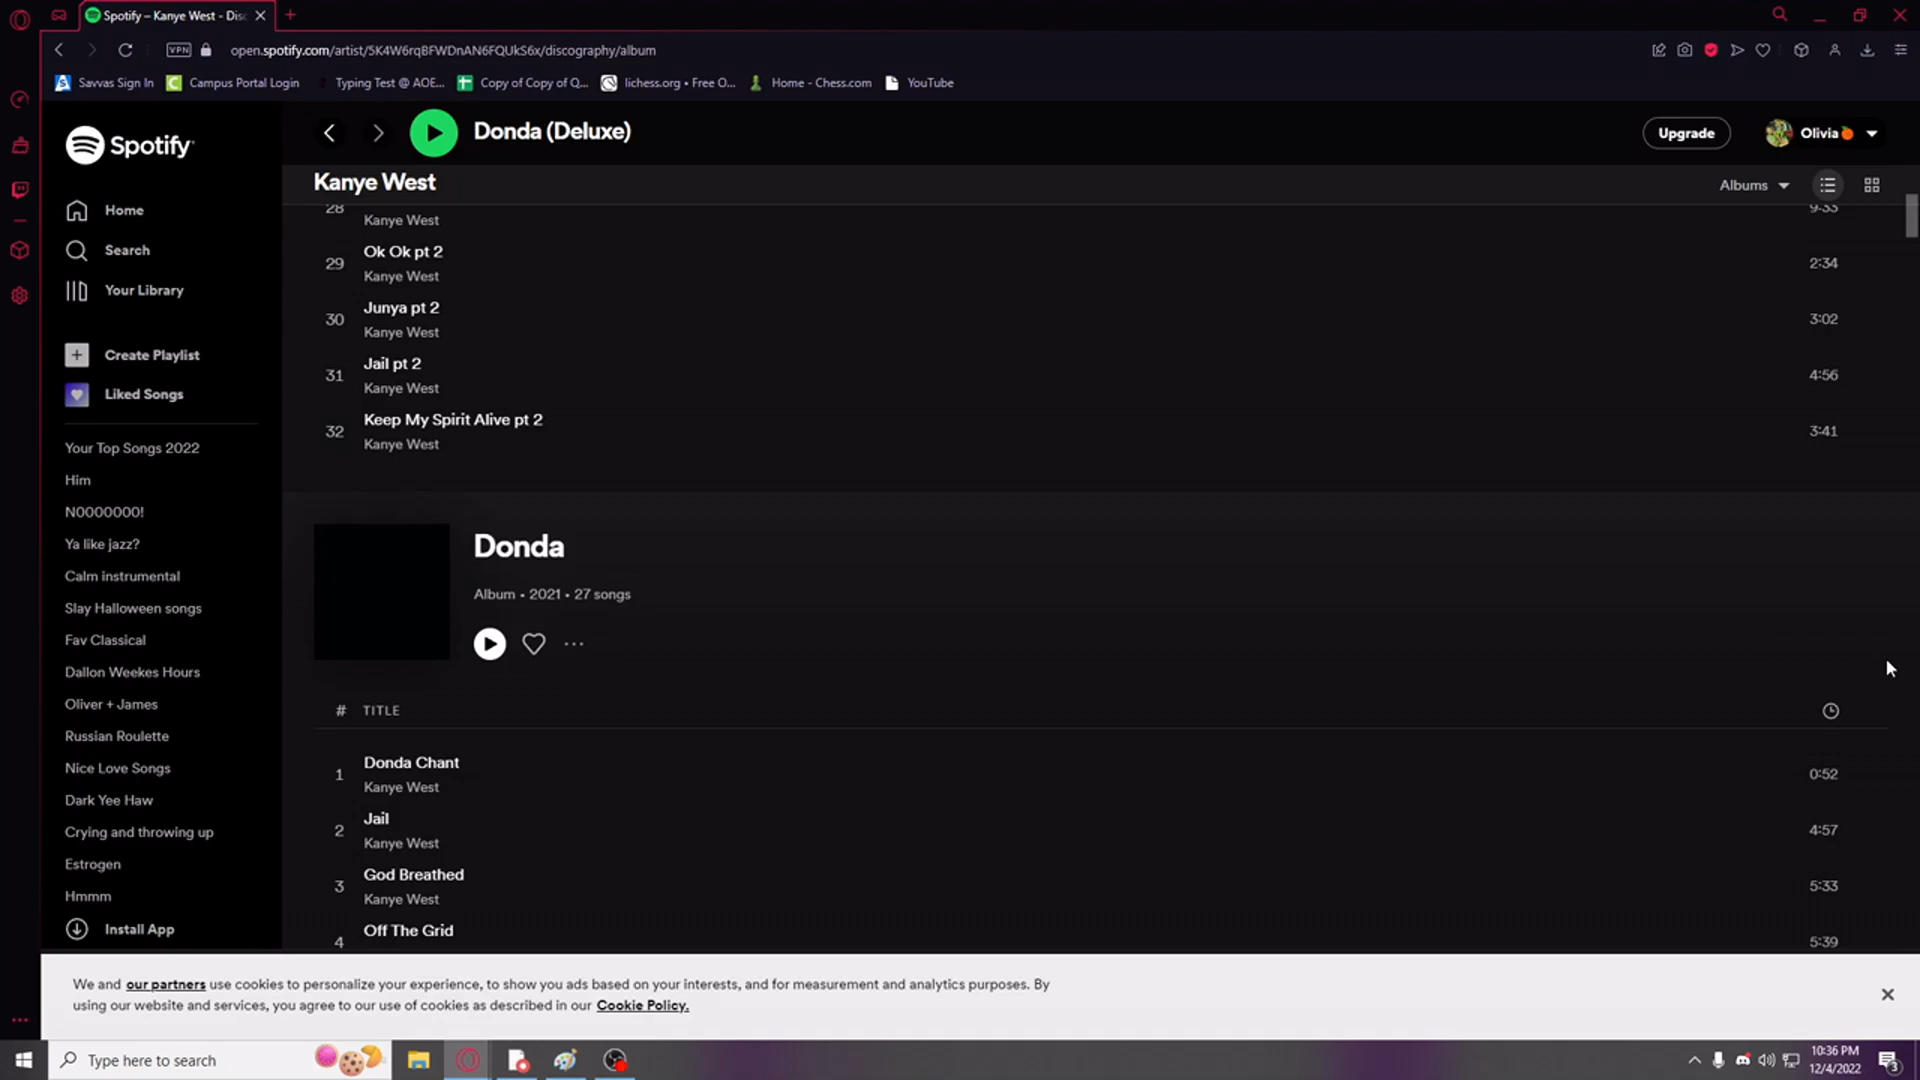 Spotify – Kanye West - Disc
VPN
open.spotify.com/artist/5K4W6rqBFWDnAN6FQUkS6x/discography/album
Savvas Sign In
Campus Portal Login
Typing Test @ AOE...
Copy of Copy of Q...
lichess.org • Free O...
Home - Chess.com
YouTube
Spotify
Donda (Deluxe)
Upgrade
Olivia
Kanye West
Albums
Home
Search
Your Library
Create Playlist
Liked Songs
Your Top Songs 2022
Him
N0000000!
Ya like jazz?
Calm instrumental
Slay Halloween songs
Fav Classical
Dallon Weekes Hours
Oliver + James
Russian Roulette
Nice Love Songs
Dark Yee Haw
Crying and throwing up
Estrogen
Hmmm
Install App
28 Kanye West 9:33
29 Ok Ok pt 2 2:34
Kanye West
30 Junya pt 2 3:02
Kanye West
31 Jail pt 2 4:56
Kanye West
32 Keep My Spirit Alive pt 2 3:41
Kanye West
Donda
Album • 2021 • 27 songs
# TITLE
1 Donda Chant 0:52
Kanye West
2 Jail 4:57
Kanye West
3 God Breathed 5:33
Kanye West
4 Off The Grid 5:39
We and our partners use cookies to personalize your experience, to show you ads based on your interests, and for measurement and analytics purposes. By
using our website and services, you agree to our use of cookies as described in our Cookie Policy.
Type here to search
10:36 PM
12/4/2022
3